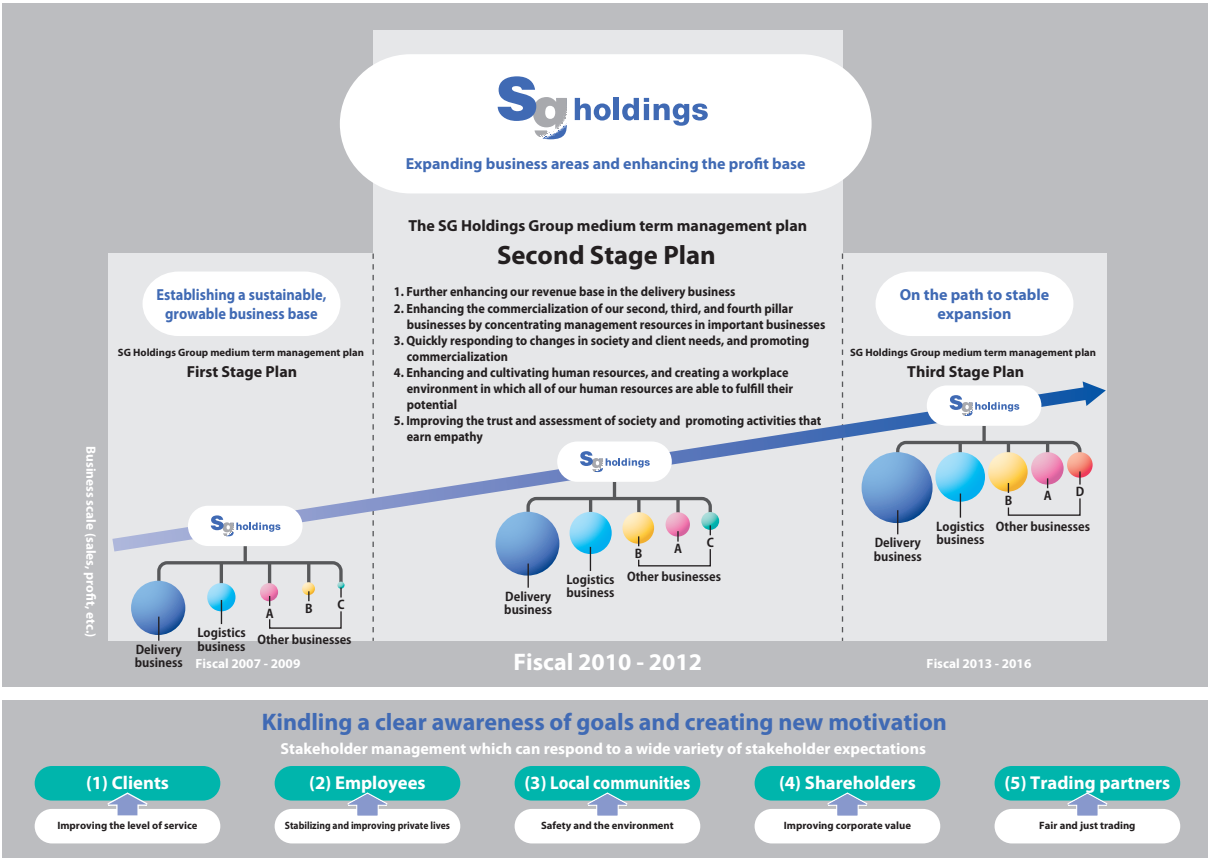 Sg holdings
Expanding business areas and enhancing the profit base
The SG Holdings Group medium term management plan
Second Stage Plan
1. Further enhancing our revenue base in the delivery business
2. Enhancing the commercialization of our second, third, and fourth pillar
businesses by concentrating management resources in important businesses
3. Quickly responding to changes in society and client needs, and promoting
commercialization
4. Enhancing and cultivating human resources, and creating a workplace
environment in which all of our human resources are able to fulfill their
potential
5. Improving the trust and assessment of society and promoting activities that
earn empathy
Establishing a sustainable,
growable business base
SG Holdings Group medium term management plan
First Stage Plan
On the path to stable
expansion
SG Holdings Group medium term management plan
Third Stage Plan
Business scale (sales, profit, etc.)
Sg holdings
Delivery
business
Logistics
business
A
B
C
Other businesses
Fiscal 2007 - 2009
Sg holdings
Delivery
business
Logistics
business
B
A
C
Other businesses
Fiscal 2010 - 2012
Sg holdings
Delivery
business
Logistics
business
B
A
D
Other businesses
Fiscal 2013 - 2016
Kindling a clear awareness of goals and creating new motivation
Stakeholder management which can respond to a wide variety of stakeholder expectations
(1) Clients
Improving the level of service
(2) Employees
Stabilizing and improving private lives
(3) Local communities
Safety and the environment
(4) Shareholders
Improving corporate value
(5) Trading partners
Fair and just trading